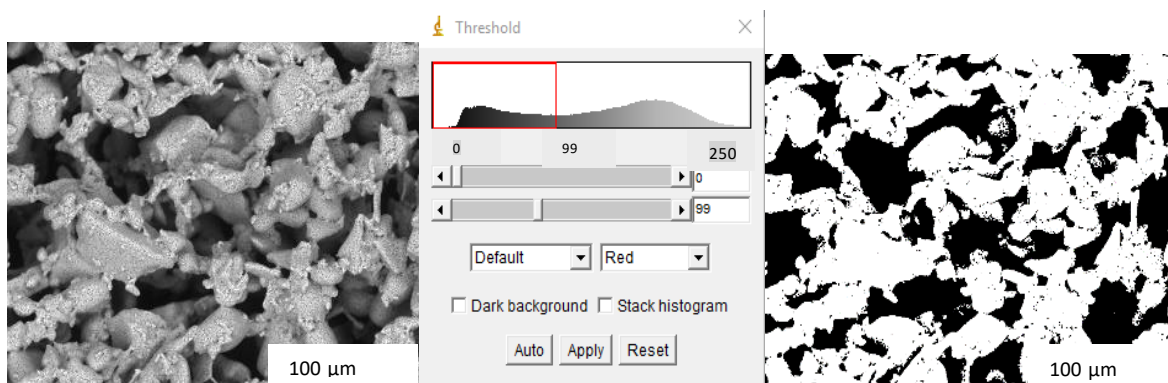 Threshold
0 99 250
0
99
Default Red
Dark background Stack histogram
Auto Apply Reset
100 µm
100 µm